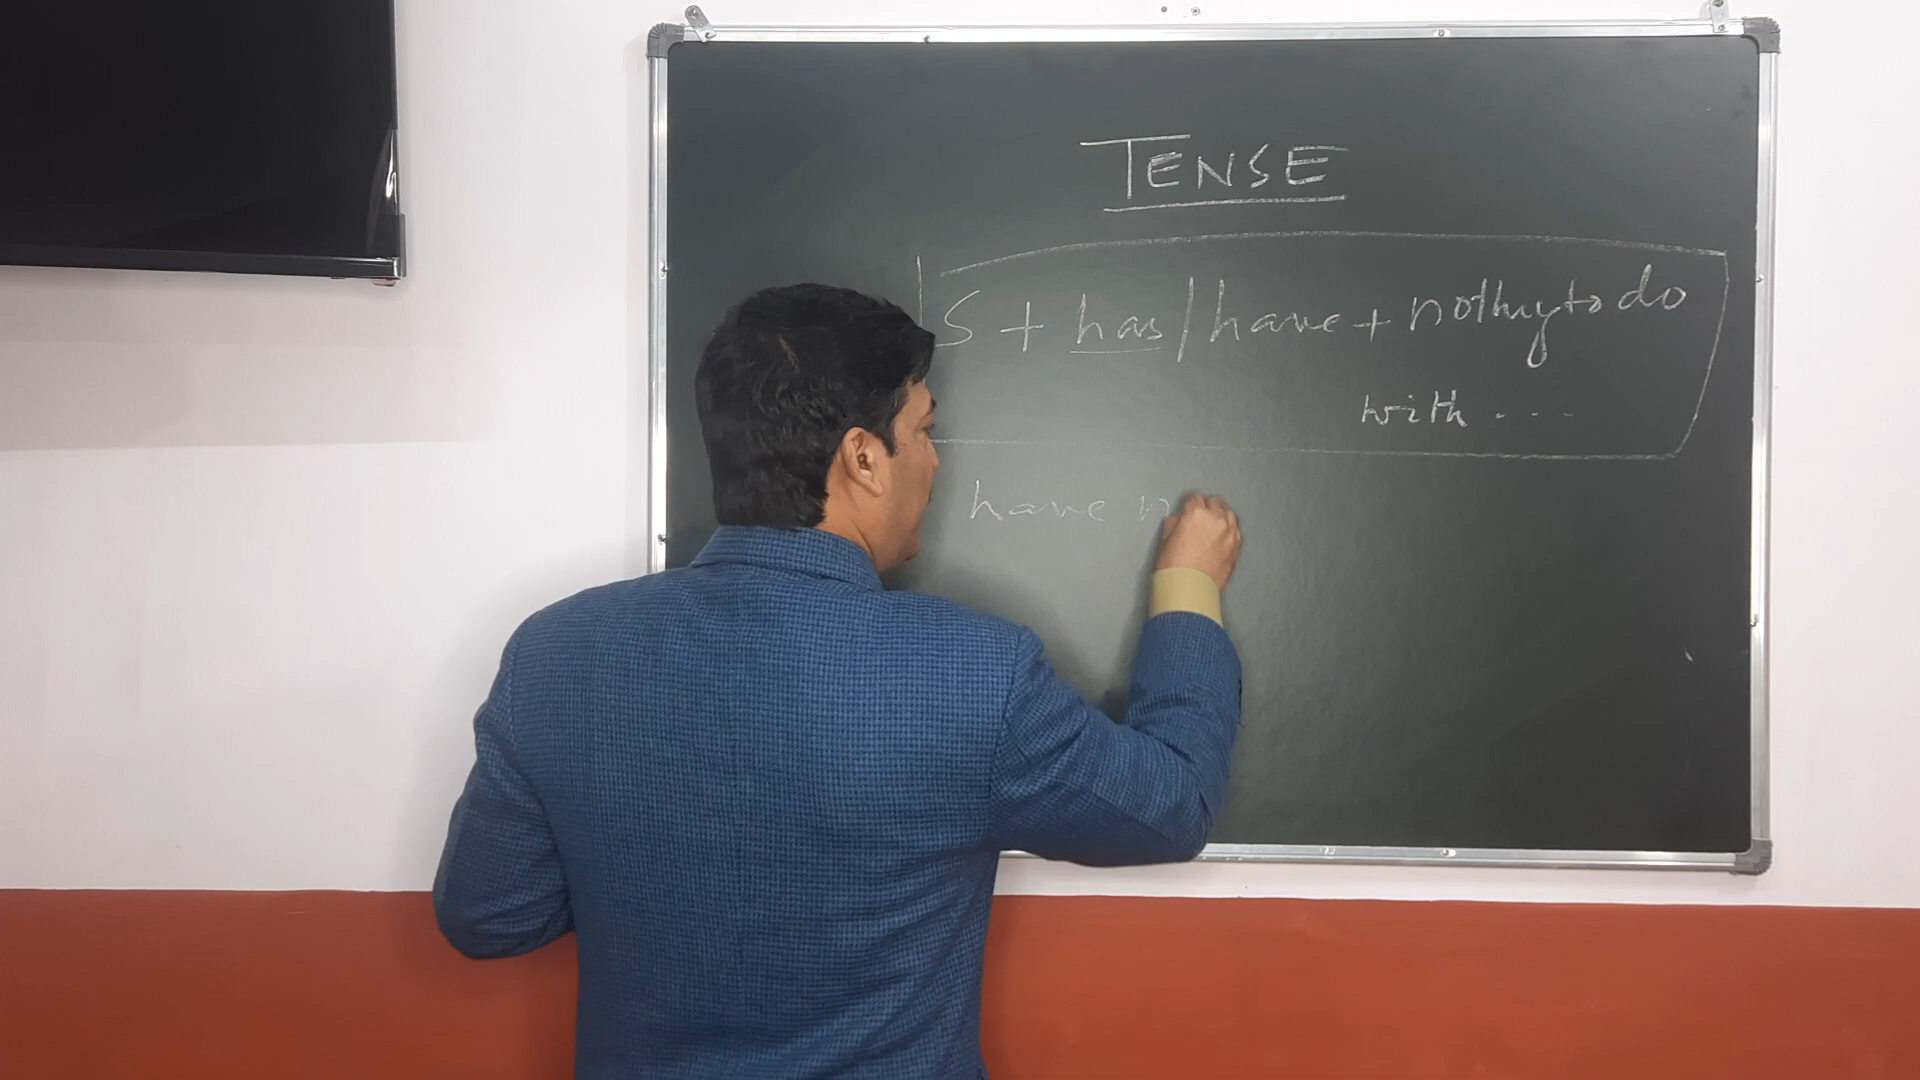 TENSE
S + has/have + nothing to do
with ....
have n